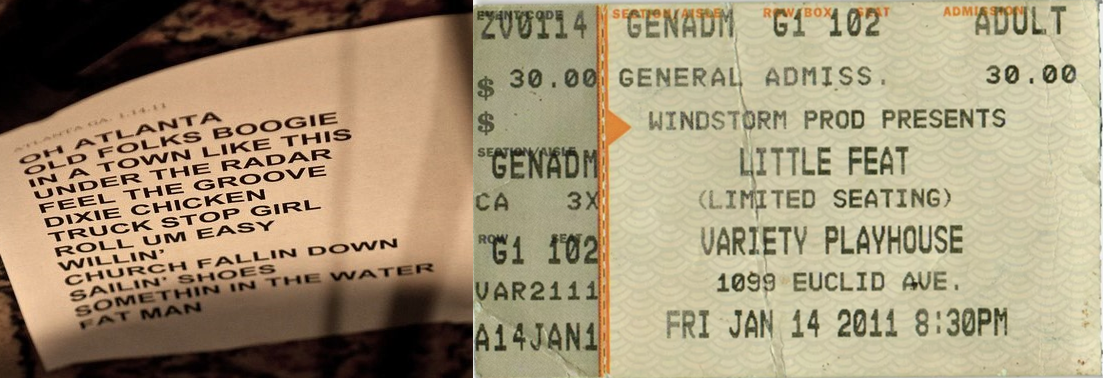 ATLANTA GA. 1.14.11
OH ATLANTA
OLD FOLKS BOOGIE
IN A TOWN LIKE THIS
UNDER THE RADAR
FEEL THE GROOVE
DIXIE CHICKEN
TRUCK STOP GIRL
ROLL UM EASY
WILLIN'
CHURCH FALLIN DOWN
SAILIN' SHOES
SOMETHIN IN THE WATER
FAT MAN
EVENT CODE
ZV0114
$ 30.00
$
SECTION/AISLE
GENADM
CA 3X
ROW SEAT
G1 102
VAR2111
A14JAN1
SECTION/AISLE ROW/BOX SEAT ADMISSION
GENADM G1 102 ADULT
GENERAL ADMISS. 30.00
WINDSTORM PROD PRESENTS
LITTLE FEAT
(LIMITED SEATING)
VARIETY PLAYHOUSE
1099 EUCLID AVE.
FRI JAN 14 2011 8:30PM